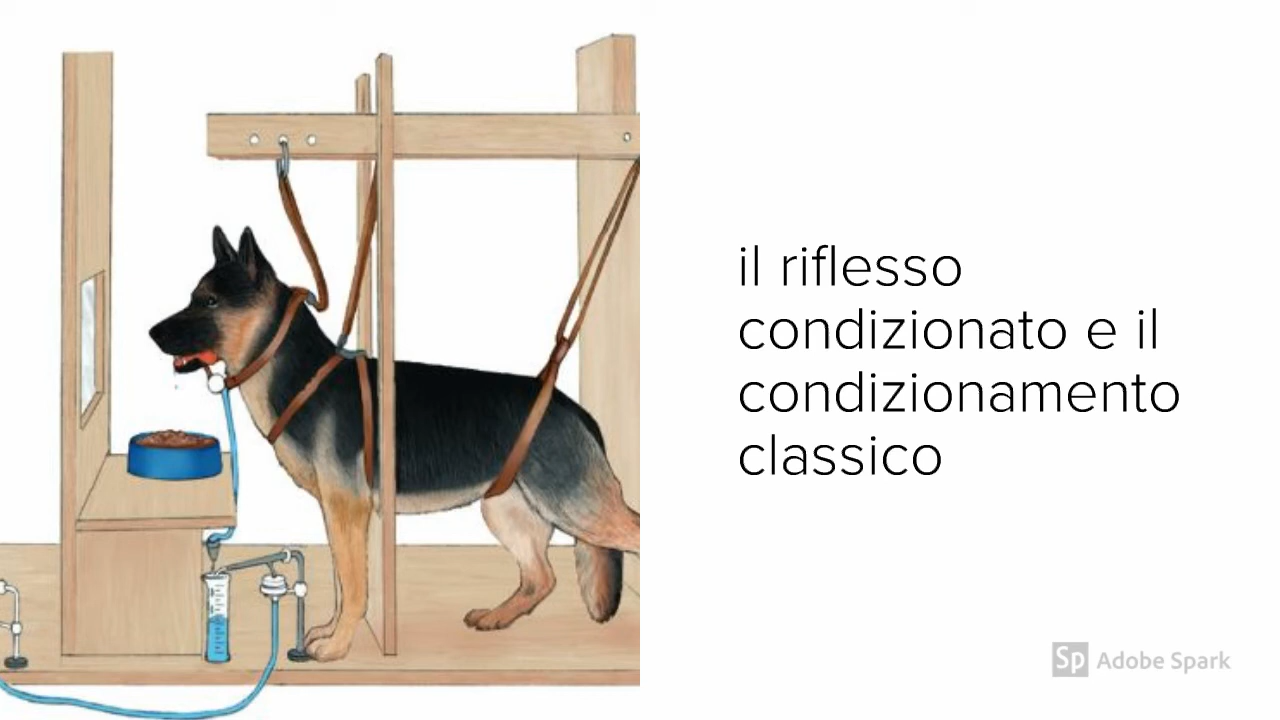 il riflesso
condizionato e il
condizionamento
classico
Sp Adobe Spark